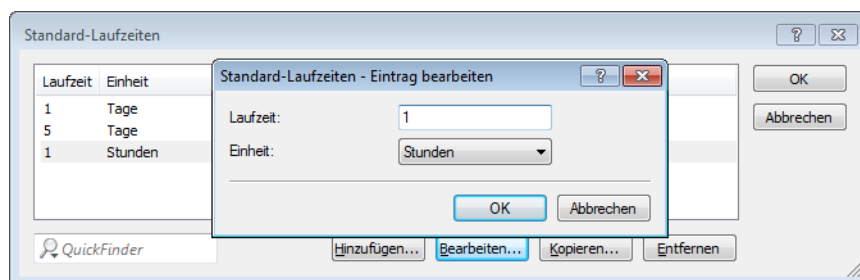 Standard-Laufzeiten
Laufzeit Einheit
1 Tage
5 Tage
1 Stunden
Standard-Laufzeiten - Eintrag bearbeiten
Laufzeit: 1
Einheit: Stunden
OK Abbrechen
OK
Abbrechen
QuickFinder Hinzufügen... Bearbeiten... Kopieren... Entfernen